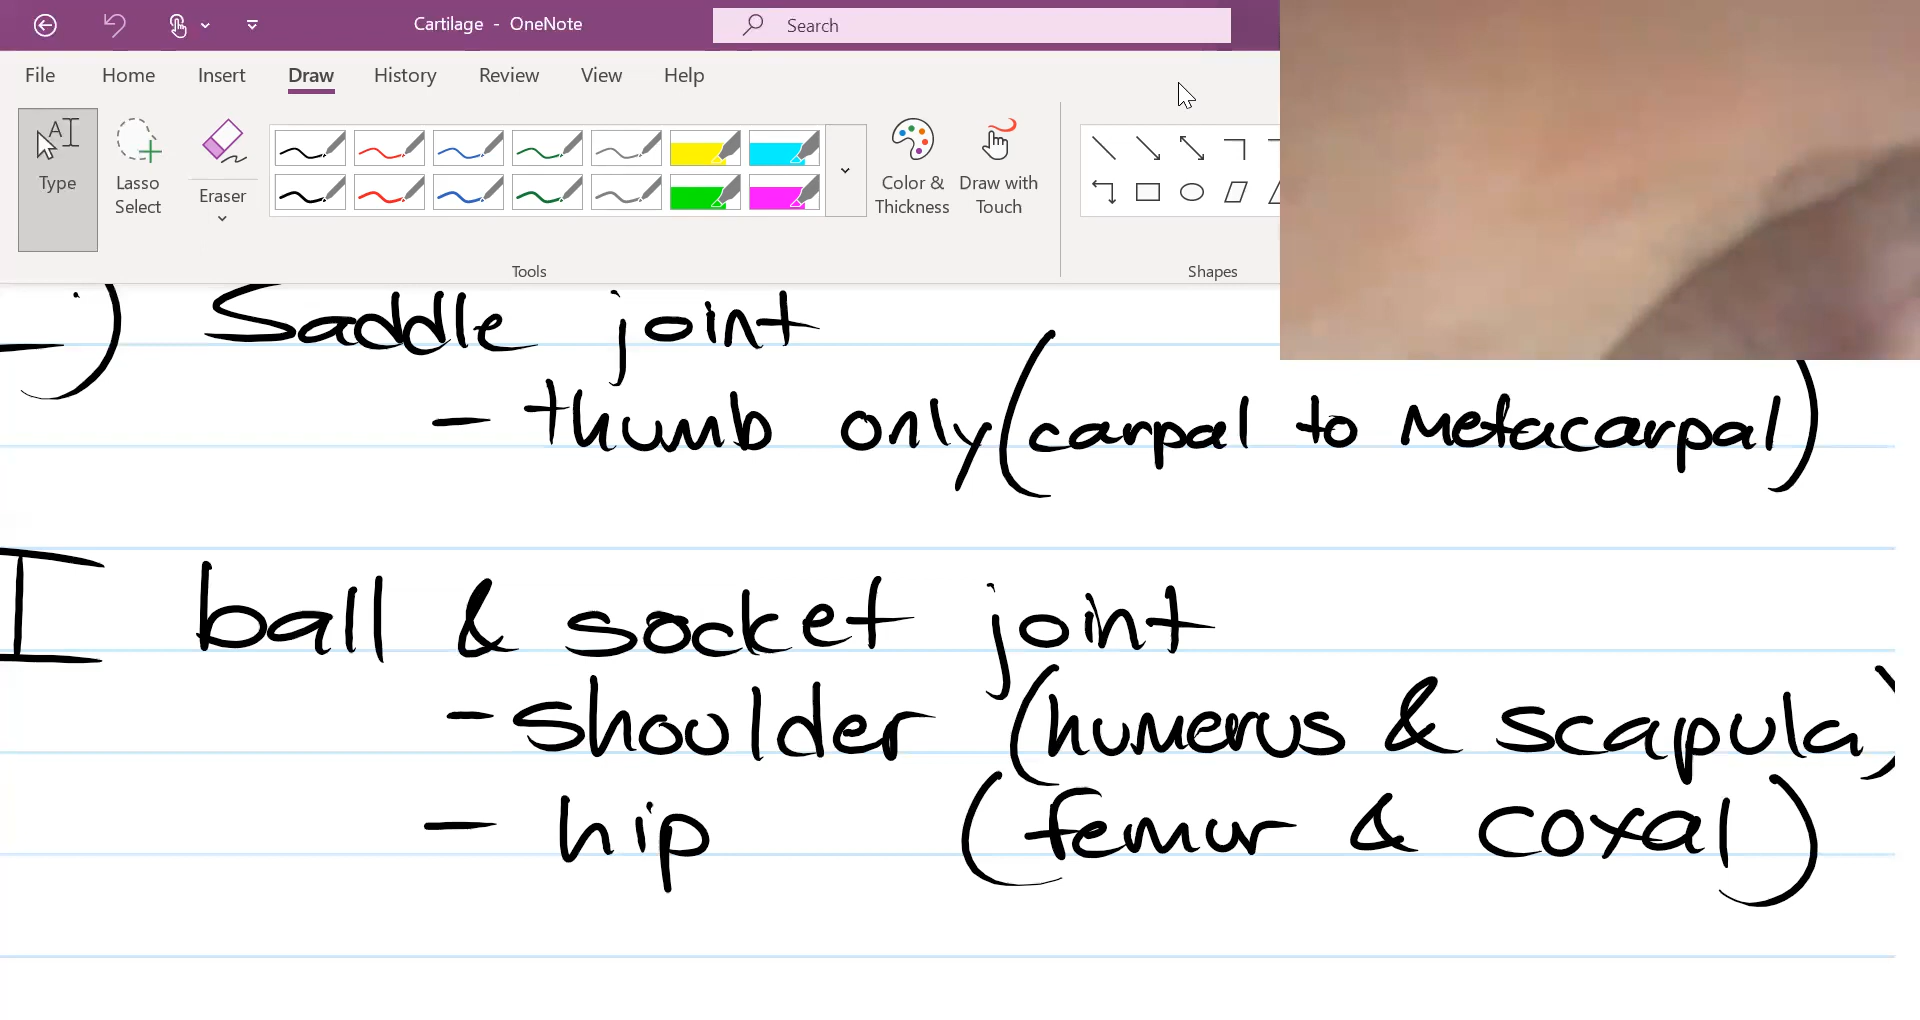 Cartilage - OneNote
Search
File Home Insert Draw History Review View Help
Type
Lasso Select
Eraser
Color & Thickness
Draw with Touch
Tools
Shapes
) Saddle joint
- thumb only (carpal to metacarpal)
I ball & socket joint
- shoulder (humerus & scapula)
- hip (femur & coxal)